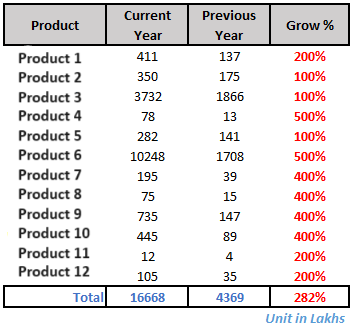 Product Current Year Previous Year Grow %
Product 1 411 137 200%
Product 2 350 175 100%
Product 3 3732 1866 100%
Product 4 78 13 500%
Product 5 282 141 100%
Product 6 10248 1708 500%
Product 7 195 39 400%
Product 8 75 15 400%
Product 9 735 147 400%
Product 10 445 89 400%
Product 11 12 4 200%
Product 12 105 35 200%
Total 16668 4369 282%
Unit in Lakhs